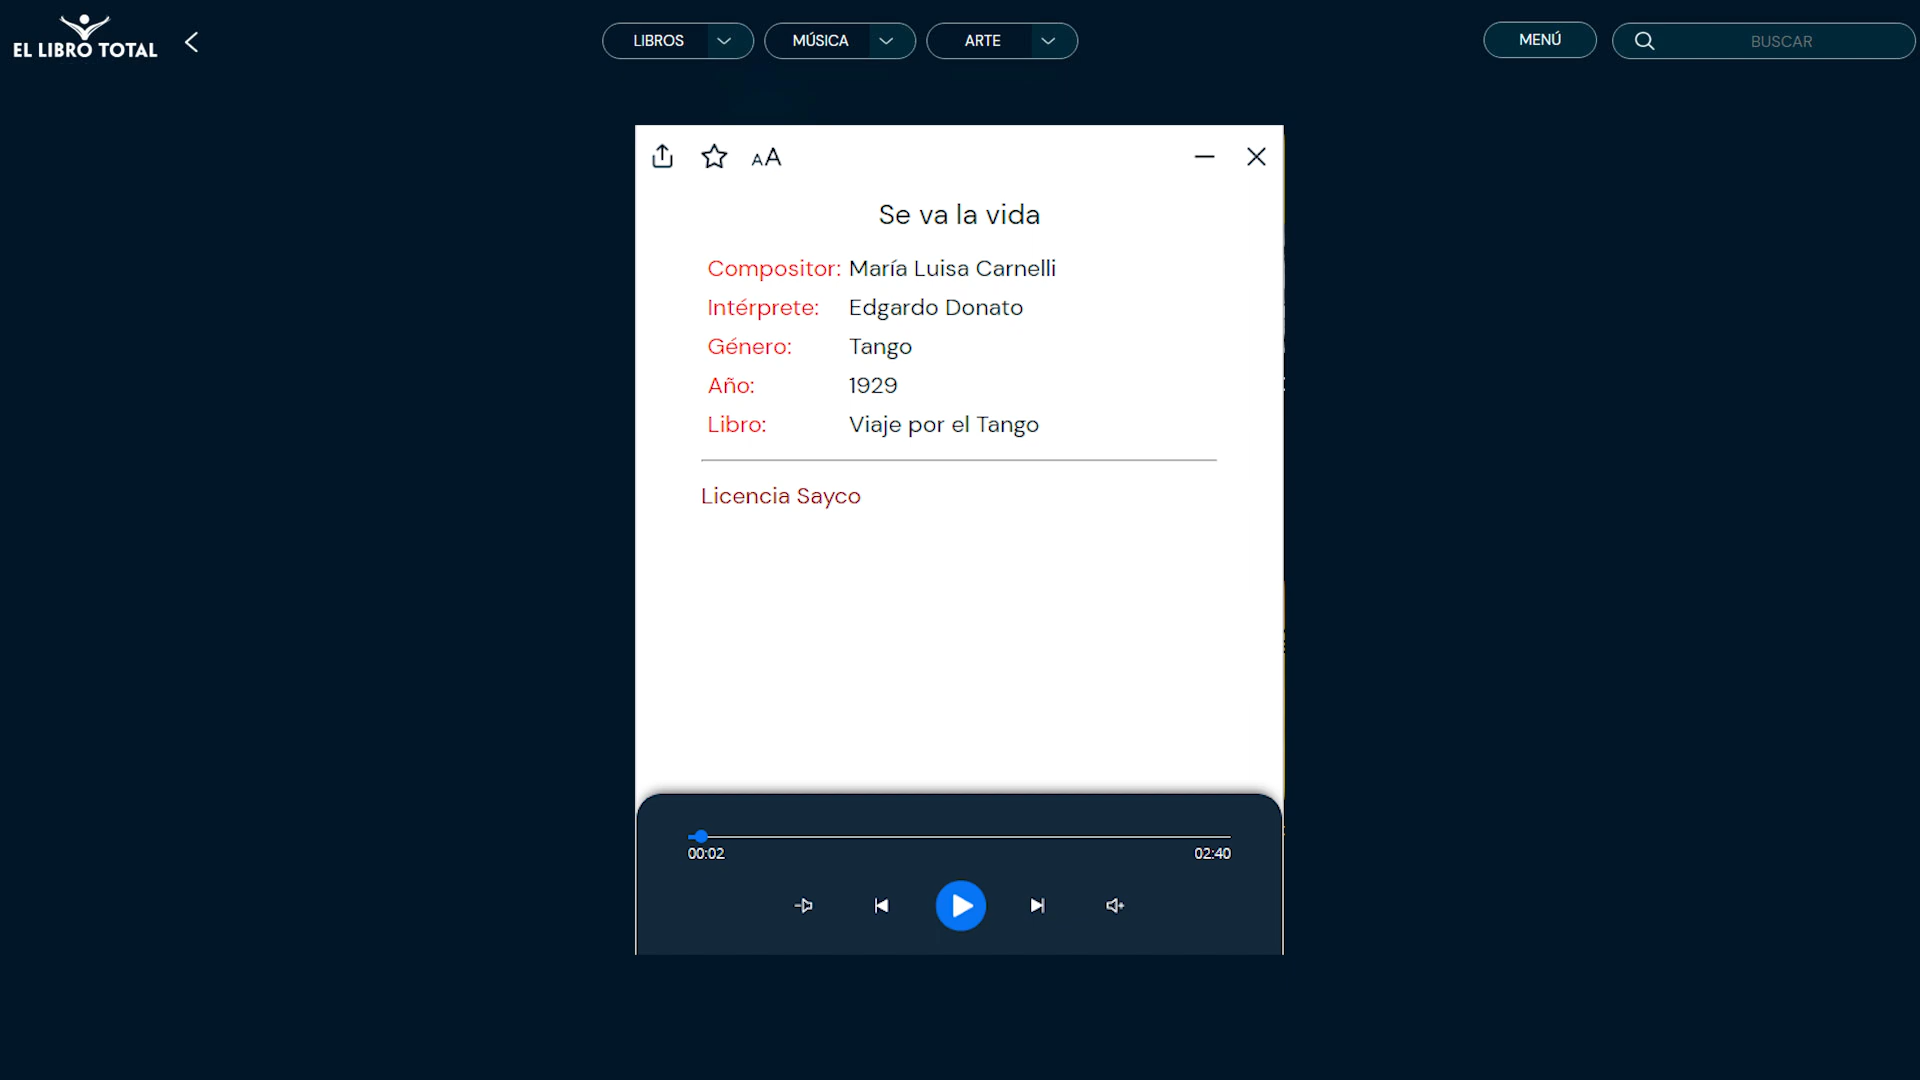 EL LIBRO TOTAL
LIBROS
MÚSICA
ARTE
MENÚ
BUSCAR
AA
Se va la vida
Compositor: María Luisa Carnelli
Intérprete: Edgardo Donato
Género: Tango
Año: 1929
Libro: Viaje por el Tango
Licencia Sayco
00:02
02:40